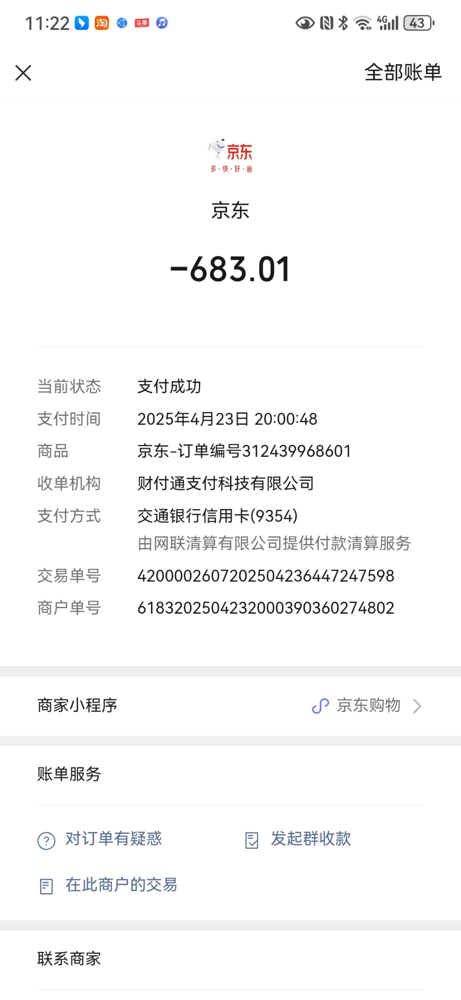 11:22 淘 头条 4G 43
全部账单
京东
多·快·好·省
京东
-683.01
当前状态 支付成功
支付时间 2025年4月23日 20:00:48
商品 京东-订单编号312439968601
收单机构 财付通支付科技有限公司
支付方式 交通银行信用卡(9354)
由网联清算有限公司提供付款清算服务
交易单号 4200002607202504236447247598
商户单号 6183202504232000390360274802
商家小程序 京东购物
账单服务
对订单有疑惑 发起群收款
在此商户的交易
联系商家